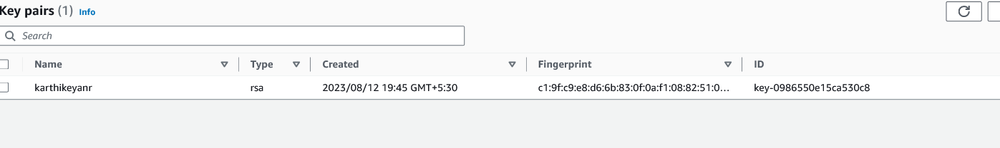 Key pairs (1) Info
Search
Name Type Created Fingerprint ID
karthikeyanr rsa 2023/08/12 19:45 GMT+5:30 c1:9f:c9:e8:d6:6b:83:0f:0a:f1:08:82:51:0... key-0986550e15ca530c8